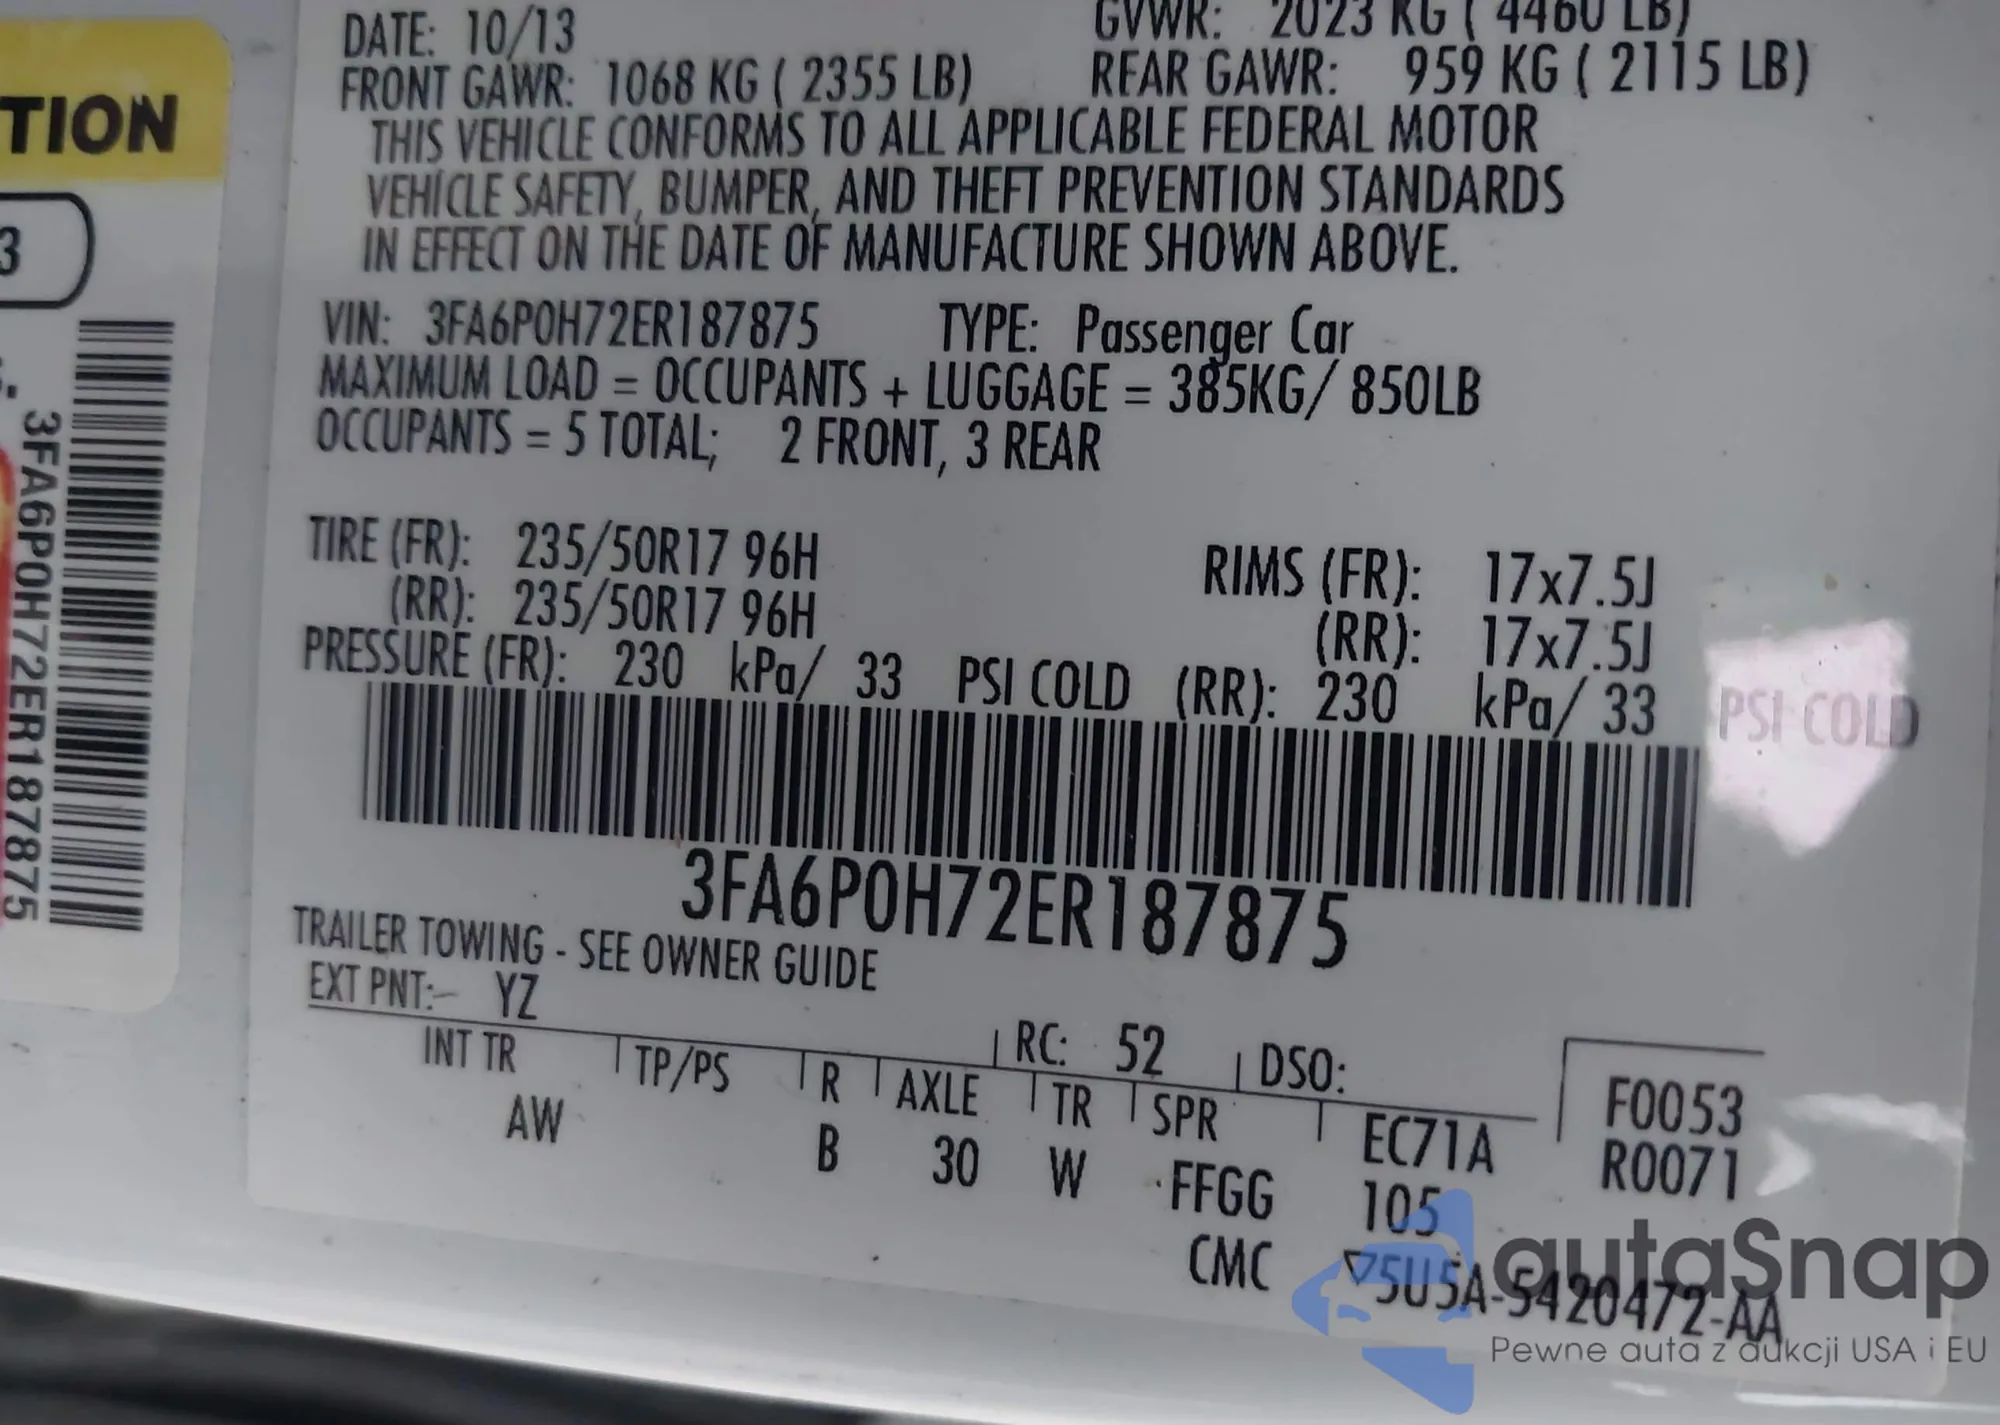 TION
3
3FA6P0H72ER187875
DATE: 10/13
GVWR: 2023 KG ( 4460 LB)
FRONT GAWR: 1068 KG ( 2355 LB)
REAR GAWR: 959 KG ( 2115 LB)
THIS VEHICLE CONFORMS TO ALL APPLICABLE FEDERAL MOTOR
VEHICLE SAFETY, BUMPER, AND THEFT PREVENTION STANDARDS
IN EFFECT ON THE DATE OF MANUFACTURE SHOWN ABOVE.
VIN: 3FA6P0H72ER187875 TYPE: Passenger Car
MAXIMUM LOAD = OCCUPANTS + LUGGAGE = 385KG/ 850LB
OCCUPANTS = 5 TOTAL; 2 FRONT, 3 REAR
TIRE (FR): 235/50R17 96H RIMS (FR): 17x7.5J
(RR): 235/50R17 96H (RR): 17x7.5J
PRESSURE (FR): 230 kPa/ 33 PSI COLD (RR): 230 kPa/ 33 PSI COLD
3FA6P0H72ER187875
TRAILER TOWING - SEE OWNER GUIDE
EXT PNT: YZ RC: 52 DSO:
INT TR TP/PS R AXLE TR SPR EC71A
AW B 30 W FFGG 105
F0053
R0071
CMC ▽5U5A-5420472-AA
autaSnap
Pewne auta z aukcji USA i EU